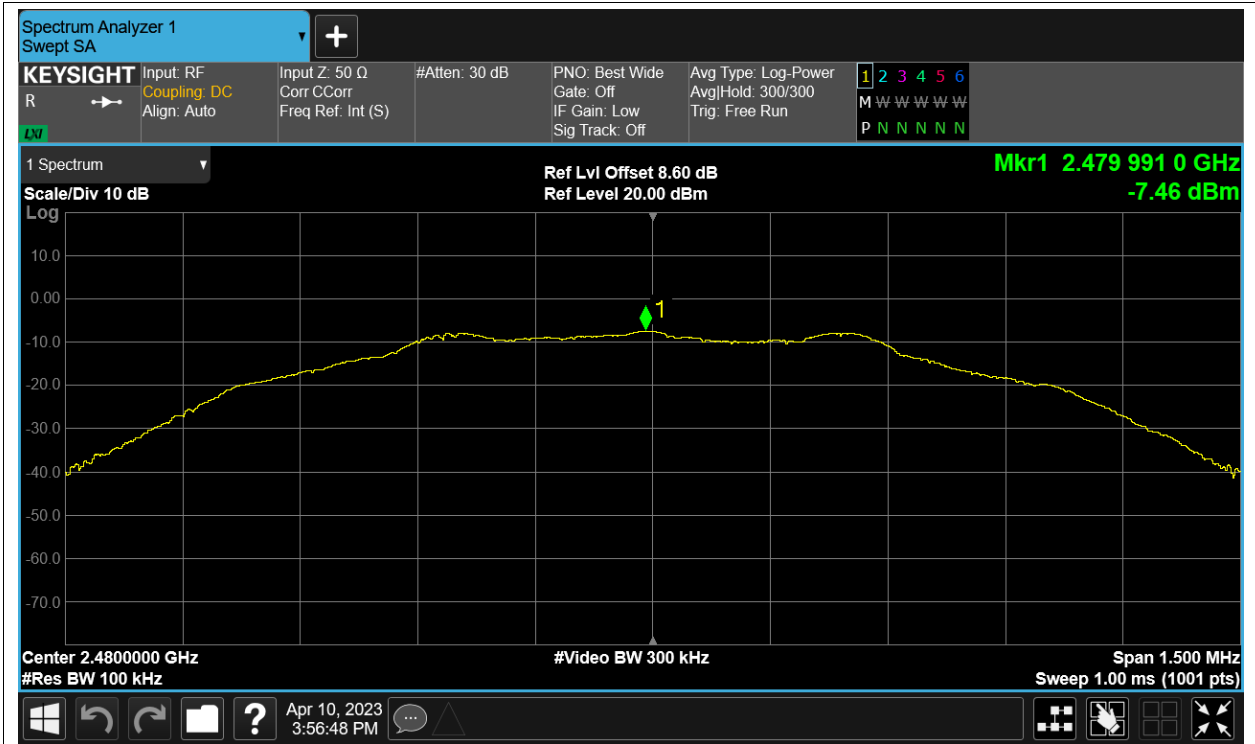 Spectrum Analyzer 1
Swept SA
+
KEYSIGHT
R
LXI
Input: RF
Coupling: DC
Align: Auto
Input Z: 50 Ω
Corr CCorr
Freq Ref: Int (S)
#Atten: 30 dB
PNO: Best Wide
Gate: Off
IF Gain: Low
Sig Track: Off
Avg Type: Log-Power
Avg|Hold: 300/300
Trig: Free Run
1 2 3 4 5 6
M W W W W W
P N N N N N
1 Spectrum
Scale/Div 10 dB
Ref Lvl Offset 8.60 dB
Ref Level 20.00 dBm
Mkr1 2.479 991 0 GHz
-7.46 dBm
Log
10.0
0.00
-10.0
-20.0
-30.0
-40.0
-50.0
-60.0
-70.0
1
Center 2.4800000 GHz
#Res BW 100 kHz
#Video BW 300 kHz
Span 1.500 MHz
Sweep 1.00 ms (1001 pts)
?
Apr 10, 2023
3:56:48 PM